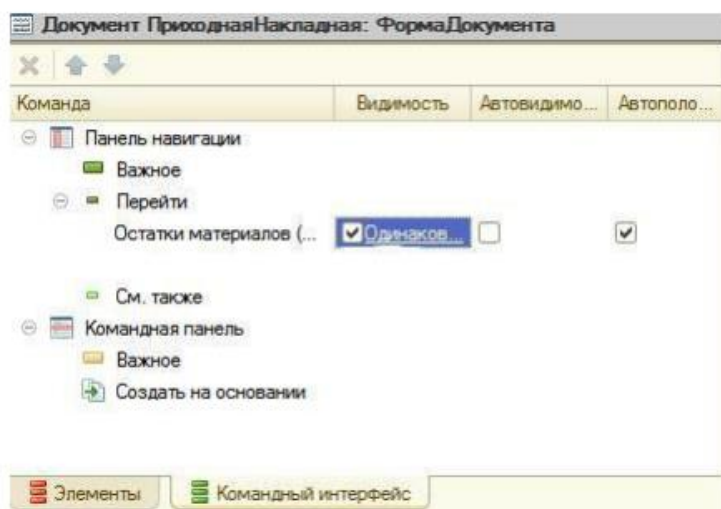 Документ ПриходнаяНакладная: ФормаДокумента
Команда Видимость Автовидимо... Автополо...
Панель навигации
Важное
Перейти
Остатки материалов (... Одинаков...
См. также
Командная панель
Важное
Создать на основании
Элементы Командный интерфейс